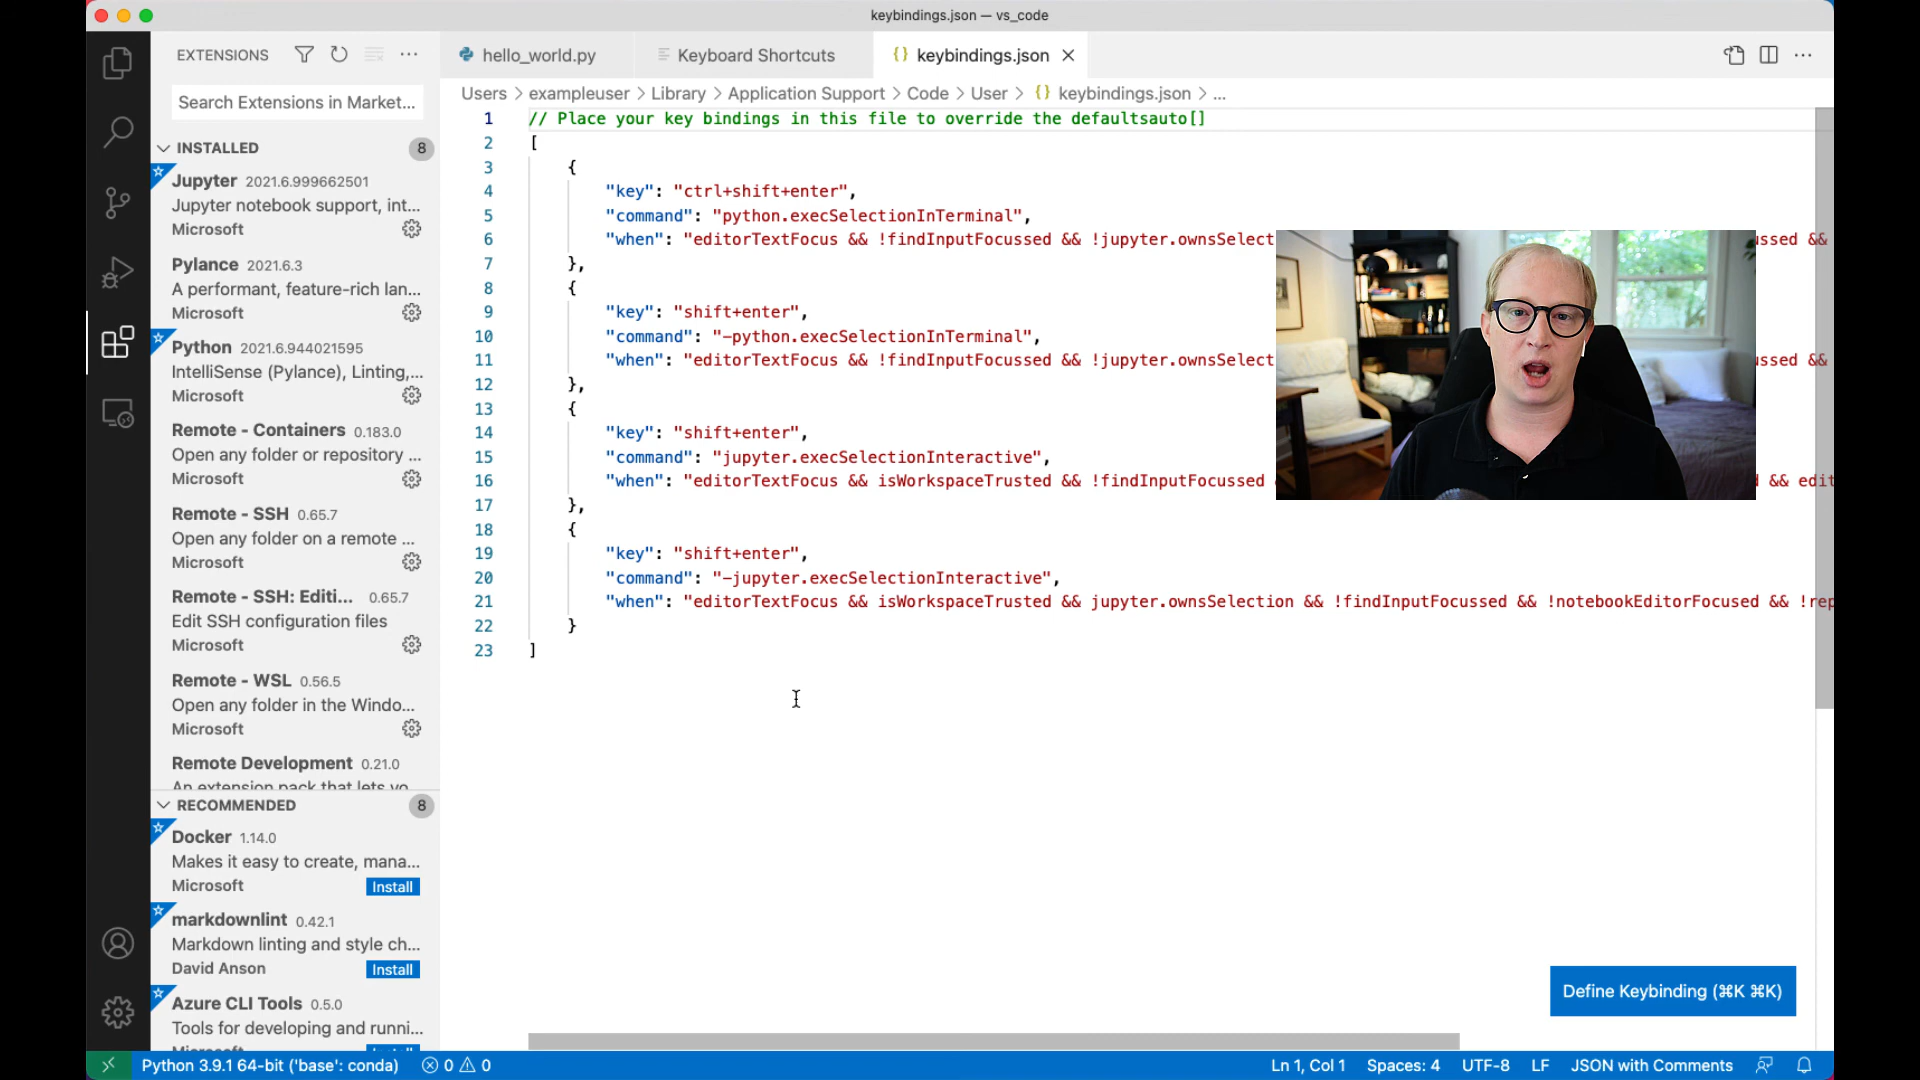 keybindings.json — vs_code
EXTENSIONS
hello_world.py
Keyboard Shortcuts
{} keybindings.json
Search Extensions in Market...
Users > exampleuser > Library > Application Support > Code > User > {} keybindings.json > ...
INSTALLED 8
Jupyter 2021.6.999662501
Jupyter notebook support, int...
Microsoft
Pylance 2021.6.3
A performant, feature-rich lan...
Microsoft
Python 2021.6.944021595
IntelliSense (Pylance), Linting,...
Microsoft
Remote - Containers 0.183.0
Open any folder or repository ...
Microsoft
Remote - SSH 0.65.7
Open any folder on a remote ...
Microsoft
Remote - SSH: Editi... 0.65.7
Edit SSH configuration files
Microsoft
Remote - WSL 0.56.5
Open any folder in the Windo...
Microsoft
Remote Development 0.21.0
An extension pack that lets yo
RECOMMENDED 8
Docker 1.14.0
Makes it easy to create, mana...
Microsoft Install
markdownlint 0.42.1
Markdown linting and style ch...
David Anson Install
Azure CLI Tools 0.5.0
Tools for developing and runni...
Microsoft Install
1 // Place your key bindings in this file to override the defaultsauto[]
2 [
3 {
4 "key": "ctrl+shift+enter",
5 "command": "python.execSelectionInTerminal",
6 "when": "editorTextFocus && !findInputFocussed && !jupyter.ownsSelect ssed &&
7 },
8 {
9 "key": "shift+enter",
10 "command": "-python.execSelectionInTerminal",
11 "when": "editorTextFocus && !findInputFocussed && !jupyter.ownsSelect ssed &&
12 },
13 {
14 "key": "shift+enter",
15 "command": "jupyter.execSelectionInteractive",
16 "when": "editorTextFocus && isWorkspaceTrusted && !findInputFocussed && edit
17 },
18 {
19 "key": "shift+enter",
20 "command": "-jupyter.execSelectionInteractive",
21 "when": "editorTextFocus && isWorkspaceTrusted && jupyter.ownsSelection && !findInputFocussed && !notebookEditorFocused && !rep
22 }
23 ]
Define Keybinding (⌘K ⌘K)
Python 3.9.1 64-bit ('base': conda) 0 0 Ln 1, Col 1 Spaces: 4 UTF-8 LF JSON with Comments